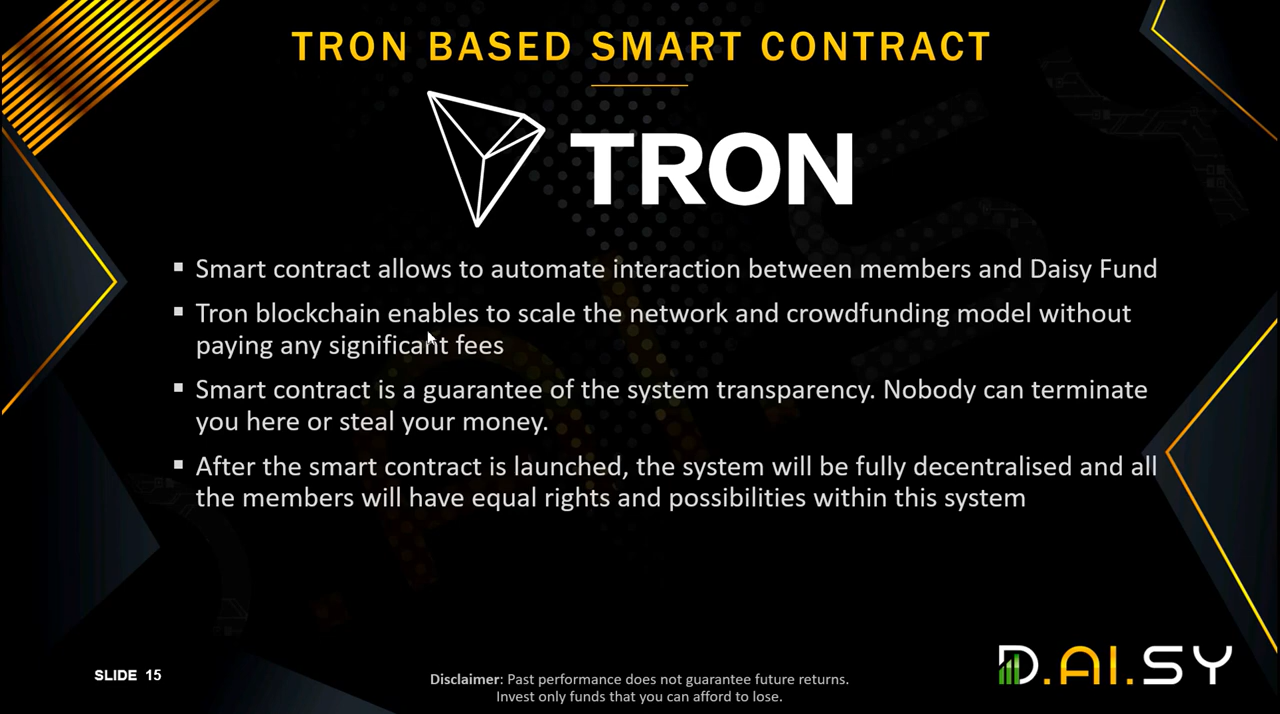 TRON BASED SMART CONTRACT
TRON
▪ Smart contract allows to automate interaction between members and Daisy Fund
▪ Tron blockchain enables to scale the network and crowdfunding model without
paying any significant fees
▪ Smart contract is a guarantee of the system transparency. Nobody can terminate
you here or steal your money.
▪ After the smart contract is launched, the system will be fully decentralised and all
the members will have equal rights and possibilities within this system
SLIDE 15
Disclaimer: Past performance does not guarantee future returns.
Invest only funds that you can afford to lose.
D.AI.SY